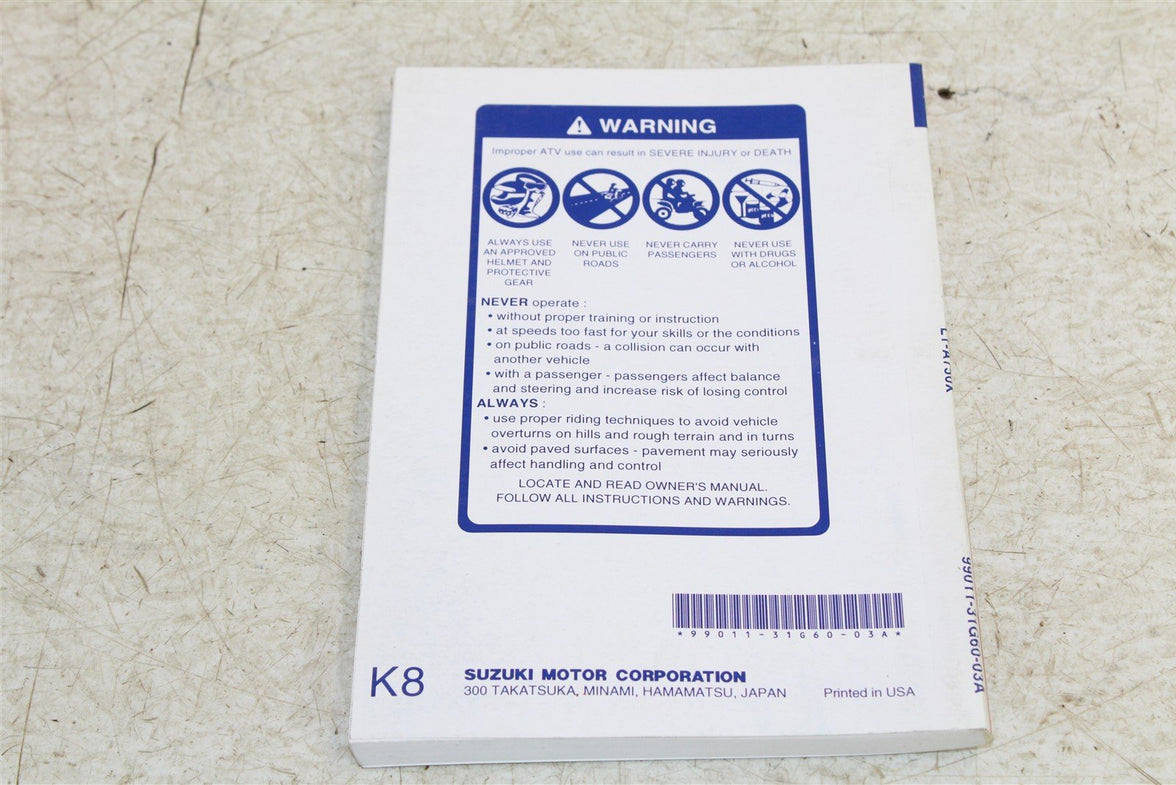 WARNING
Improper ATV use can result in SEVERE INJURY or DEATH
ALWAYS USE
AN APPROVED
HELMET AND
PROTECTIVE
GEAR
NEVER USE
ON PUBLIC
ROADS
NEVER CARRY
PASSENGERS
NEVER USE
WITH DRUGS
OR ALCOHOL
NEVER operate :
• without proper training or instruction
• at speeds too fast for your skills or the conditions
• on public roads - a collision can occur with
another vehicle
• with a passenger - passengers affect balance
and steering and increase risk of losing control
ALWAYS :
• use proper riding techniques to avoid vehicle
overturns on hills and rough terrain and in turns
• avoid paved surfaces - pavement may seriously
affect handling and control
LOCATE AND READ OWNER'S MANUAL.
FOLLOW ALL INSTRUCTIONS AND WARNINGS.
*99011-31G60-03A*
K8
SUZUKI MOTOR CORPORATION
300 TAKATSUKA, MINAMI, HAMAMATSU, JAPAN
Printed in USA
LT-A750X
99011-31G60-03A